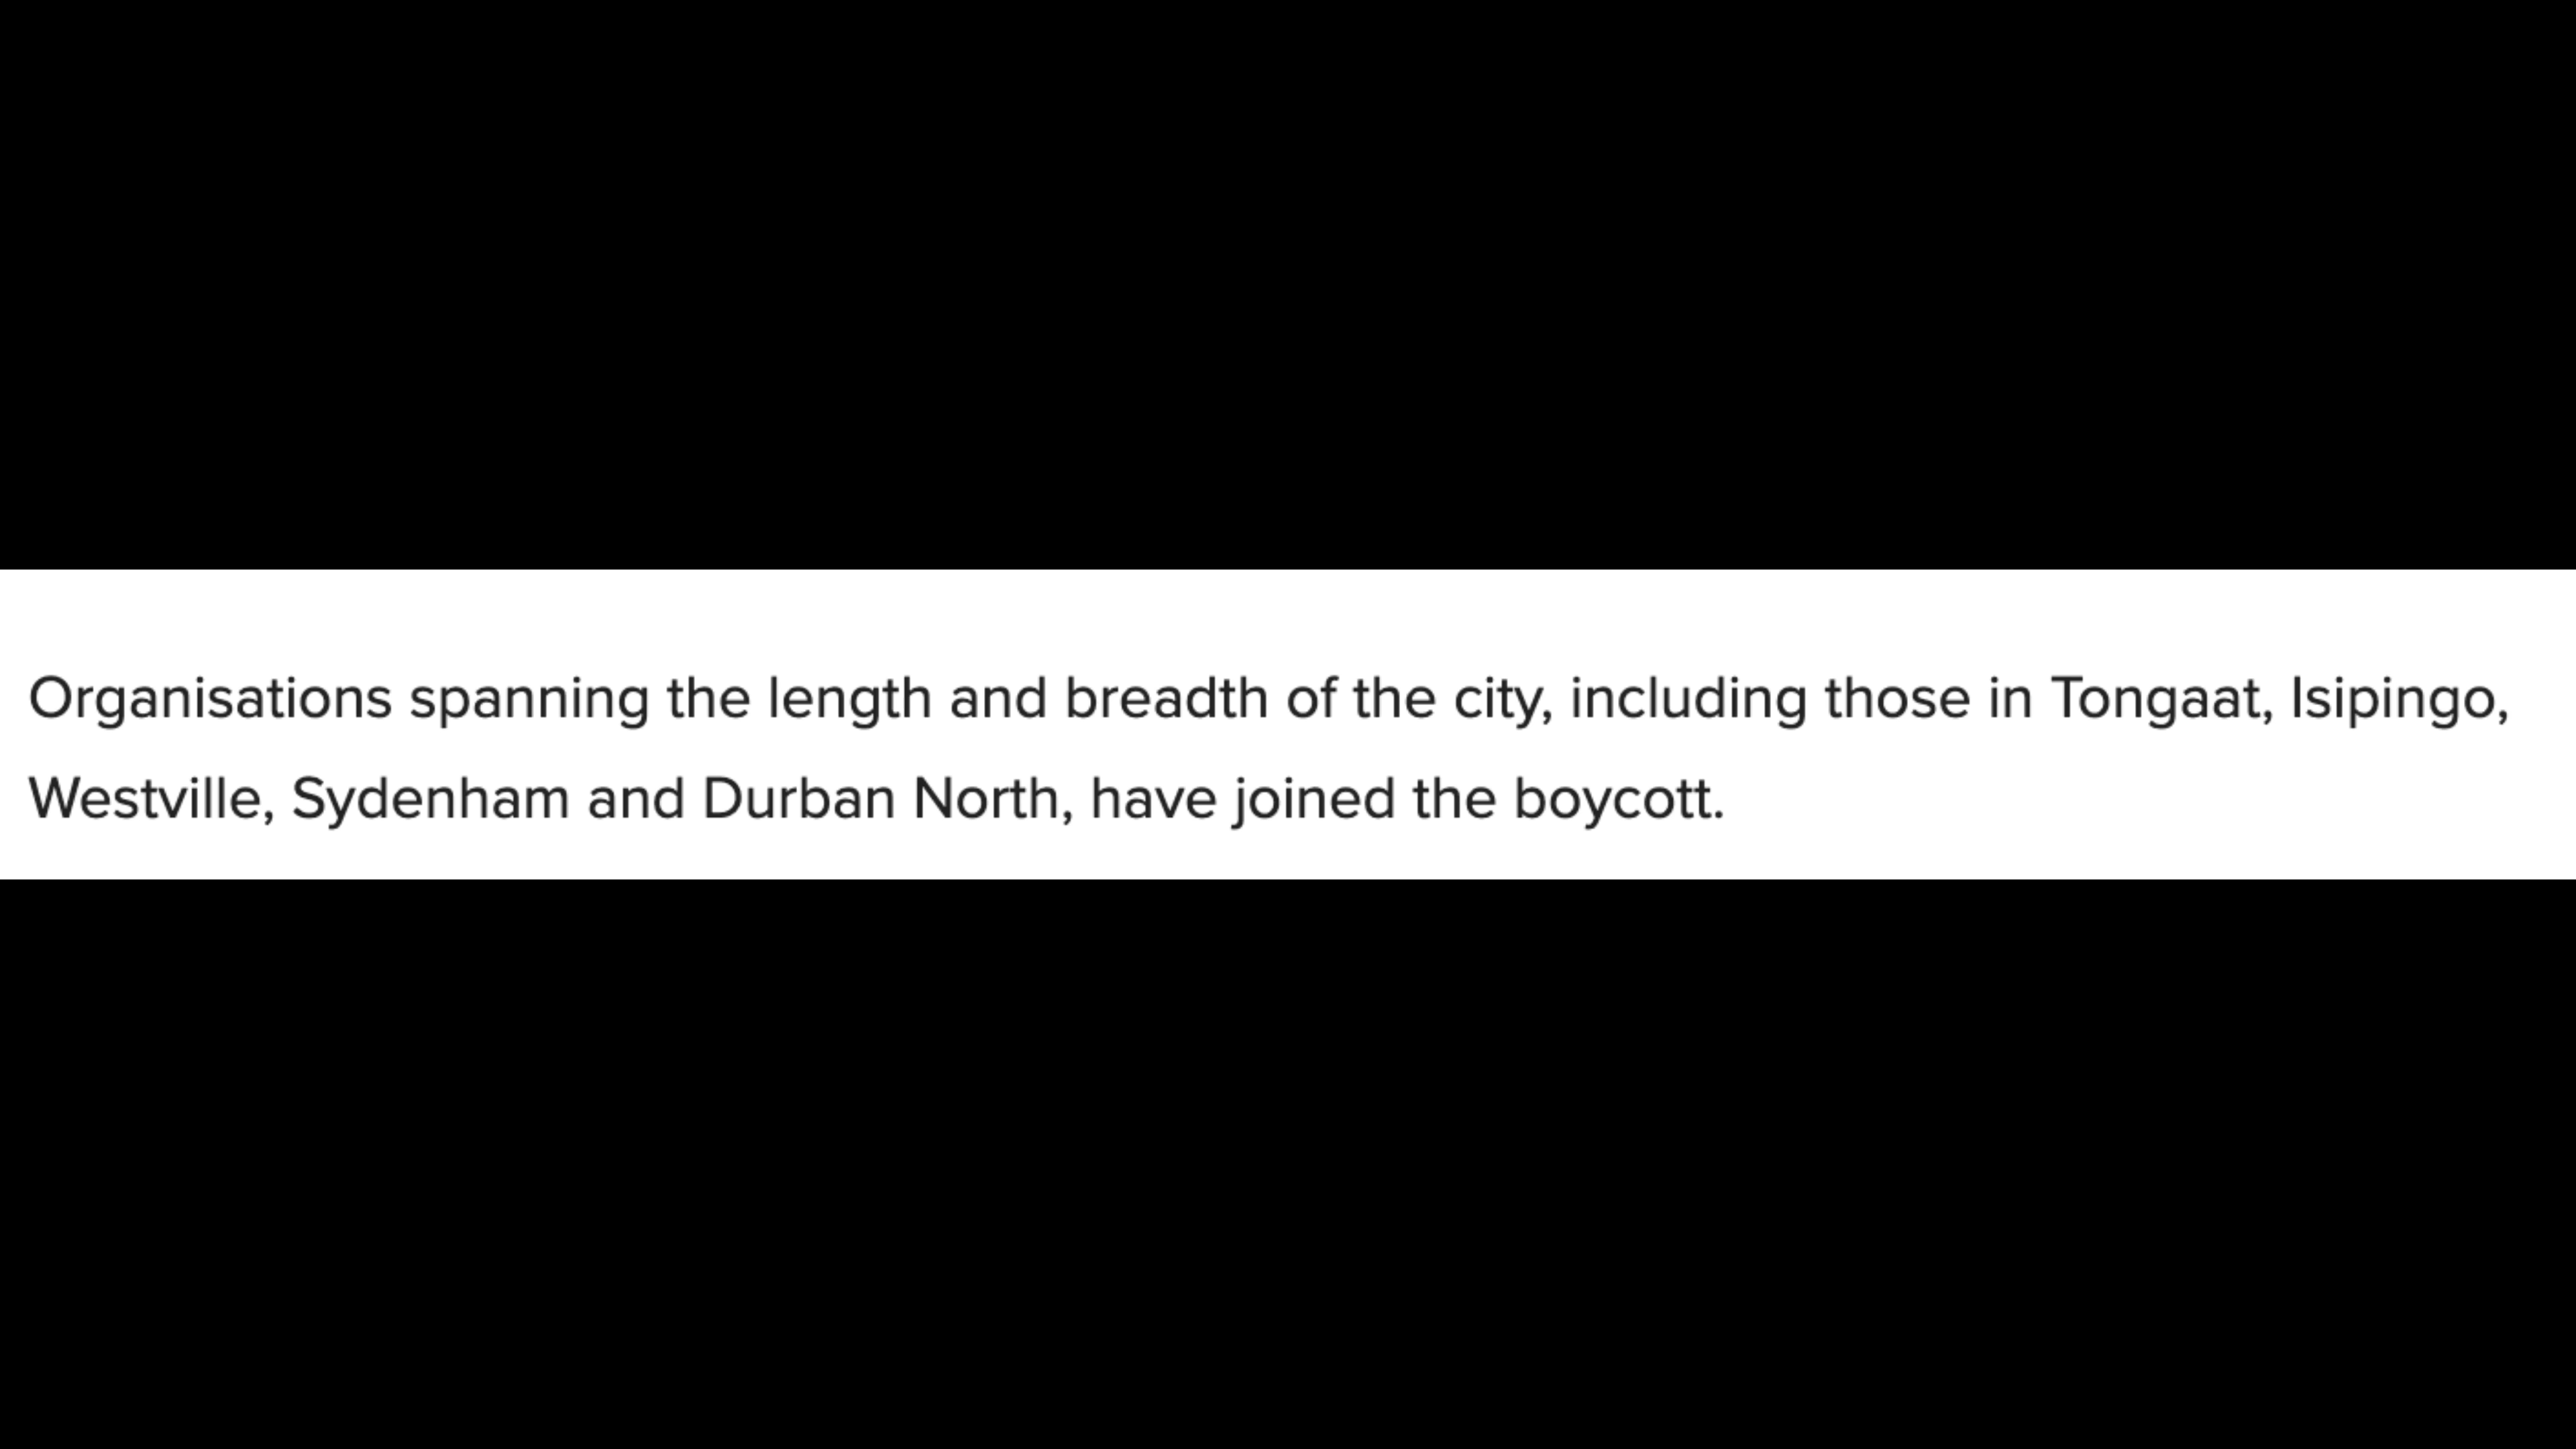 Organisations spanning the length and breadth of the city, including those in Tongaat, Isipingo,
Westville, Sydenham and Durban North, have joined the boycott.